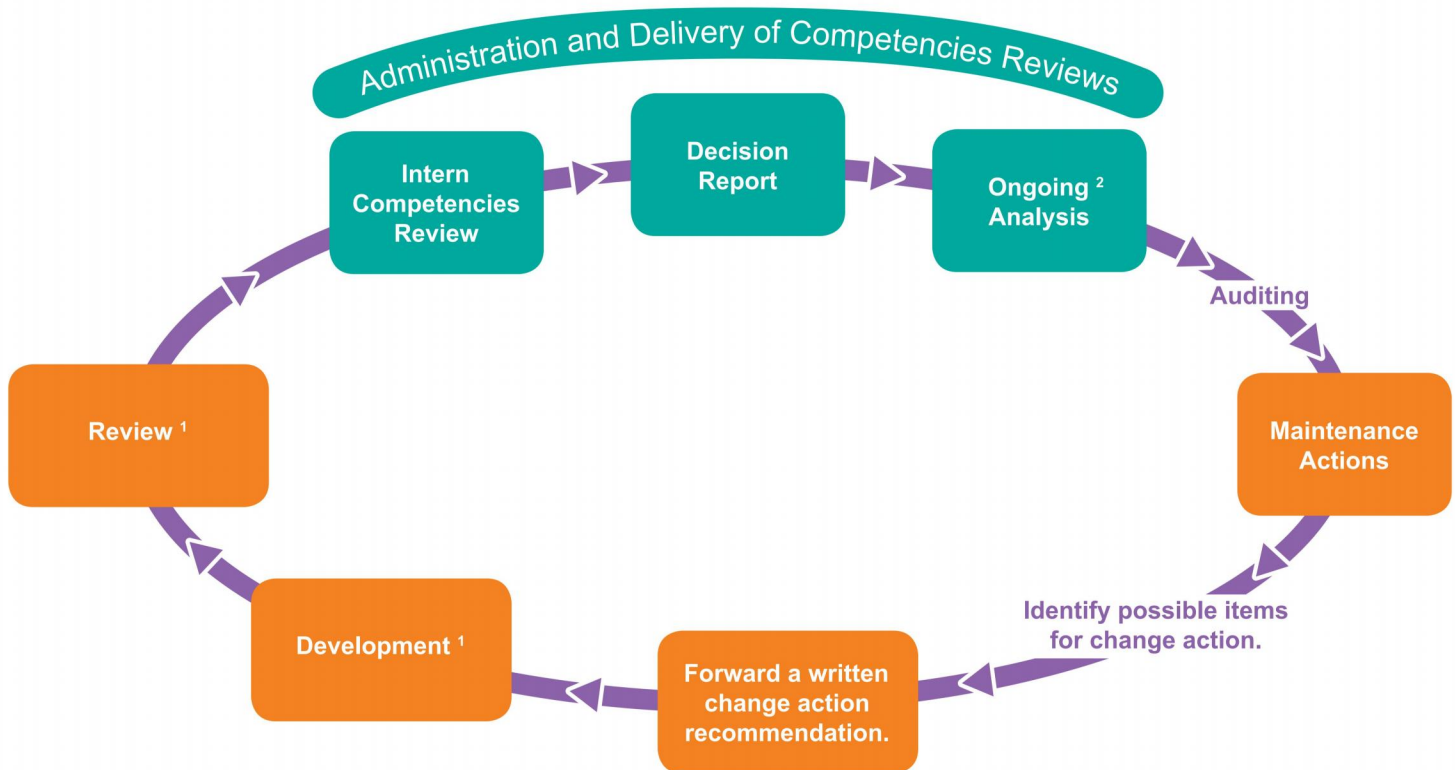 Administration and Delivery of Competencies Reviews
Intern
Competencies
Review
Decision
Report
Ongoing ²
Analysis
Auditing
Maintenance
Actions
Identify possible items
for change action.
Forward a written
change action
recommendation.
Development ¹
Review ¹